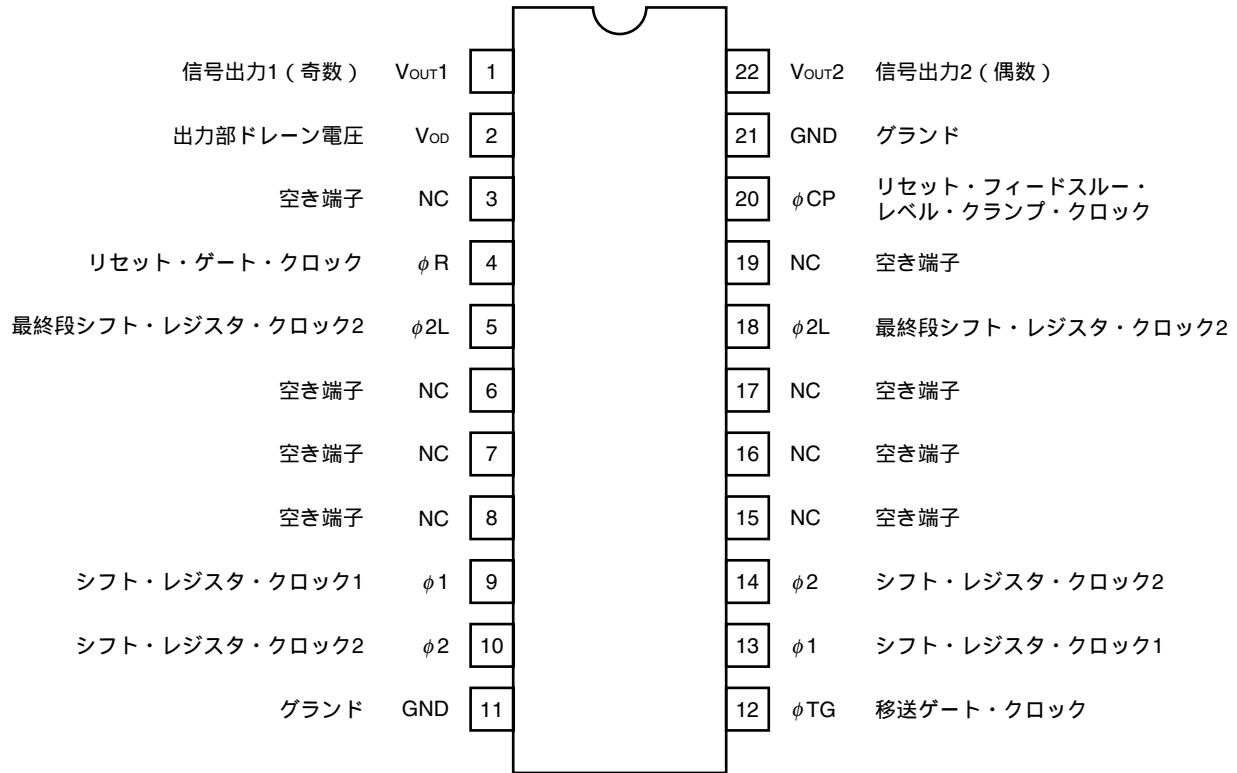 信号出力1(奇数) VOUT1 1 22 VOUT2 信号出力2(偶数)
出力部ドレーン電圧 VOD 2 21 GND グランド
空き端子 NC 3 20 φCP リセット・フィードスルー・
レベル・クランプ・クロック
リセット・ゲート・クロック φR 4 19 NC 空き端子
最終段シフト・レジスタ・クロック2 φ2L 5 18 φ2L 最終段シフト・レジスタ・クロック2
空き端子 NC 6 17 NC 空き端子
空き端子 NC 7 16 NC 空き端子
空き端子 NC 8 15 NC 空き端子
シフト・レジスタ・クロック1 φ1 9 14 φ2 シフト・レジスタ・クロック2
シフト・レジスタ・クロック2 φ2 10 13 φ1 シフト・レジスタ・クロック1
グランド GND 11 12 φTG 移送ゲート・クロック